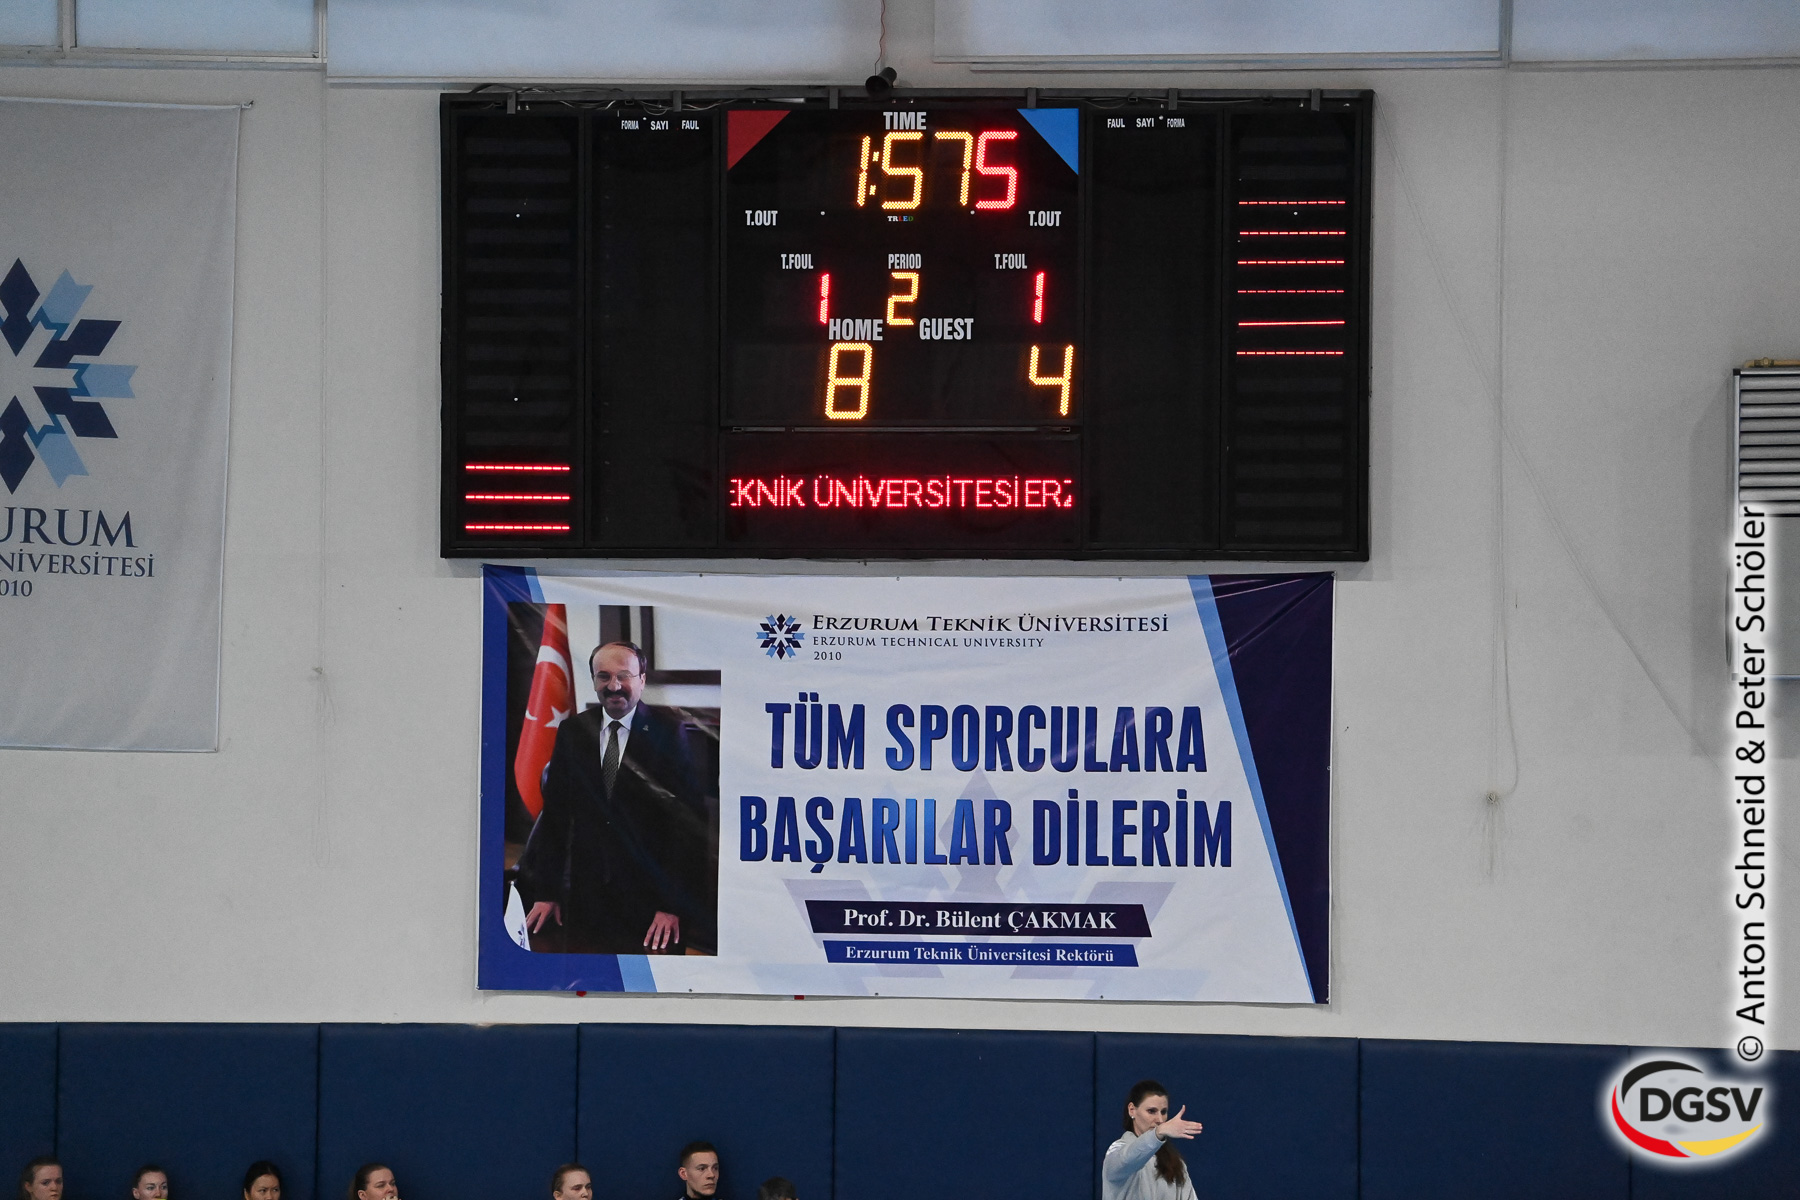 FORMA SAYI FAUL
TIME
FAUL SAYI FORMA
1:57 5
T.OUT
TRLED
T.OUT
T.FOUL
PERIOD
T.FOUL
1
2
1
HOME
GUEST
8
4
EKNİK ÜNİVERSİTESİ ERZ
URUM
NİVERSİTESİ
010
ERZURUM TEKNİK ÜNİVERSİTESİ
ERZURUM TECHNICAL UNIVERSITY
2010
TÜM SPORCULARA
BAŞARILAR DİLERİM
Prof. Dr. Bülent ÇAKMAK
Erzurum Teknik Üniversitesi Rektörü
© Anton Schneid & Peter Schöler
DGSV